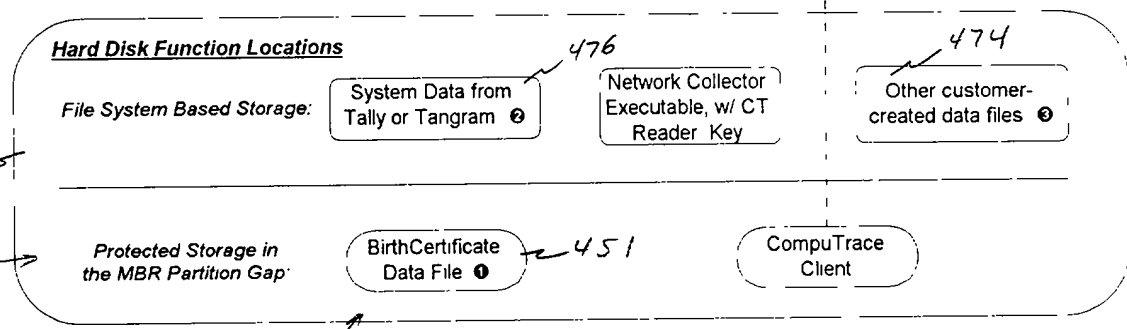 Hard Disk Function Locations
476
474
File System Based Storage:
System Data from
Tally or Tangram ❷
Network Collector
Executable, w/ CT
Reader Key
Other customer-
created data files ❸
Protected Storage in
the MBR Partition Gap:
BirthCertificate
Data File ❶
451
CompuTrace
Client